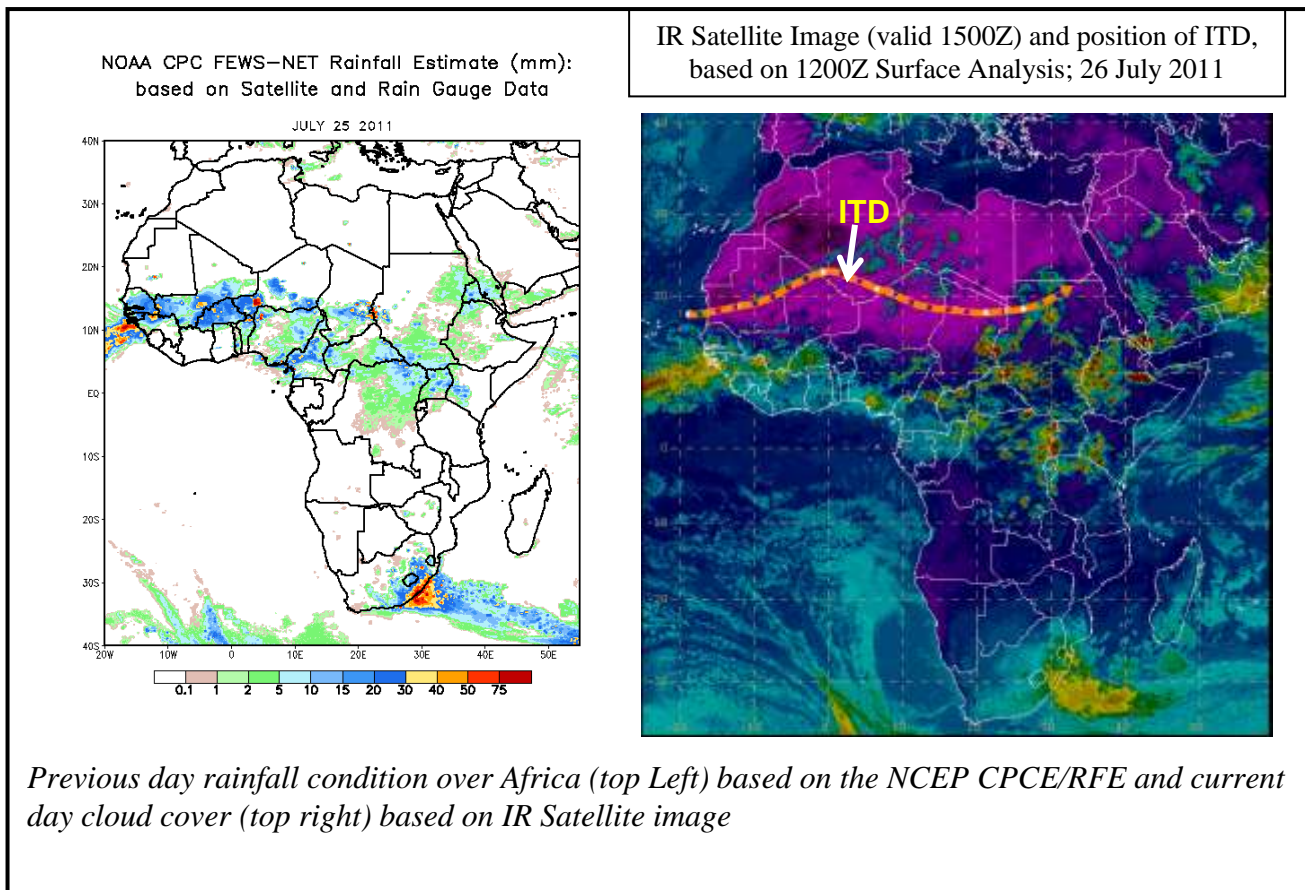 NOAA CPC FEWS-NET Rainfall Estimate (mm):
based on Satellite and Rain Gauge Data
JULY 25 2011
40N
30N
20N
10N
EQ
10S
20S
30S
40S
20W 10W 0 10E 20E 30E 40E 50E
0.1 1 2 5 10 15 20 30 40 50 75
IR Satellite Image (valid 1500Z) and position of ITD,
based on 1200Z Surface Analysis; 26 July 2011
ITD
Previous day rainfall condition over Africa (top Left) based on the NCEP CPCE/RFE and current
day cloud cover (top right) based on IR Satellite image